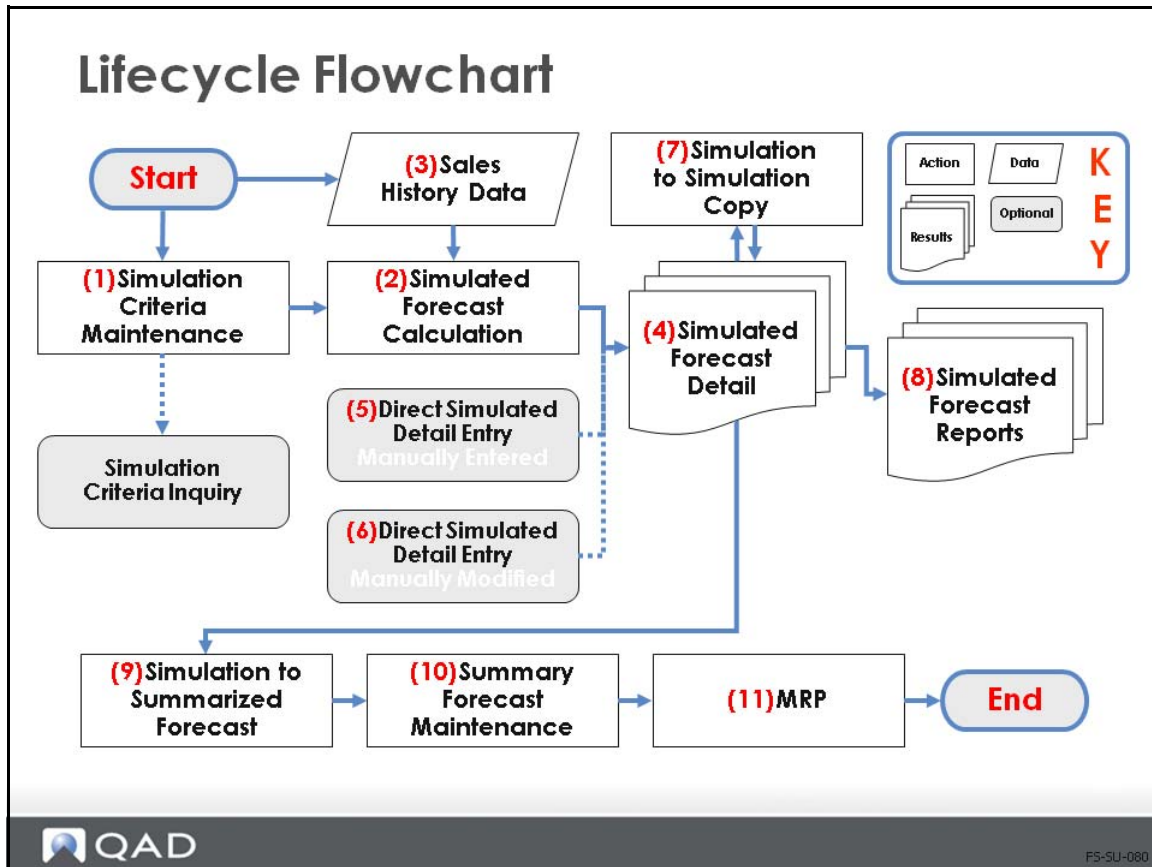 Lifecycle Flowchart
Start
(3)Sales
History Data
(7)Simulation
to Simulation
Copy
Action
Data
Results
Optional
K
E
Y
(1)Simulation
Criteria
Maintenance
(2)Simulated
Forecast
Calculation
(4)Simulated
Forecast
Detail
(8)Simulated
Forecast
Reports
(5)Direct Simulated
Detail Entry
Manually Entered
Simulation
Criteria Inquiry
(6)Direct Simulated
Detail Entry
Manually Modified
(9)Simulation to
Summarized
Forecast
(10)Summary
Forecast
Maintenance
(11)MRP
End
QAD
FS-SU-080